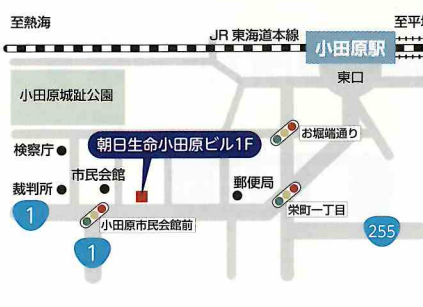 至熱海
JR 東海道本線
至平塚
小田原駅
東口
小田原城趾公園
お堀端通り
検察庁
朝日生命小田原ビル1F
裁判所
市民会館
郵便局
栄町一丁目
1
小田原市民会館前
1
255